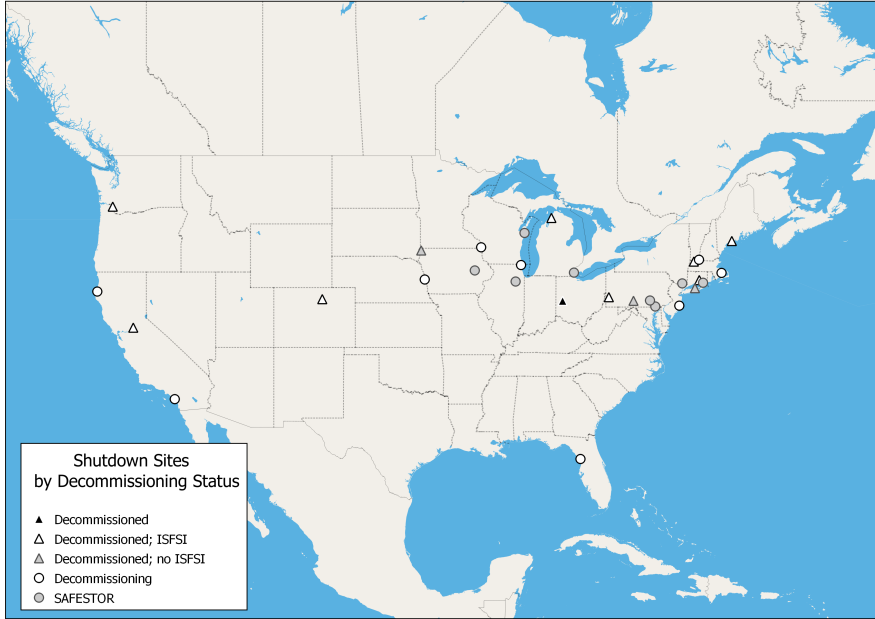 Shutdown Sites
by Decommissioning Status
Decommissioned
Decommissioned; ISFSI
Decommissioned; no ISFSI
Decommissioning
SAFESTOR